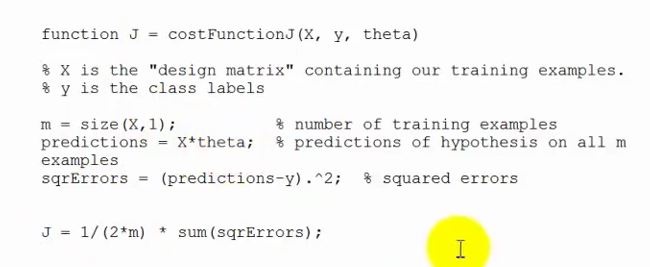 function J = costFunctionJ(X, y, theta)
% X is the "design matrix" containing our training examples.
% y is the class labels
m = size(X,1); % number of training examples
predictions = X*theta; % predictions of hypothesis on all m
examples
sqrErrors = (predictions-y).^2; % squared errors
J = 1/(2*m) * sum(sqrErrors);